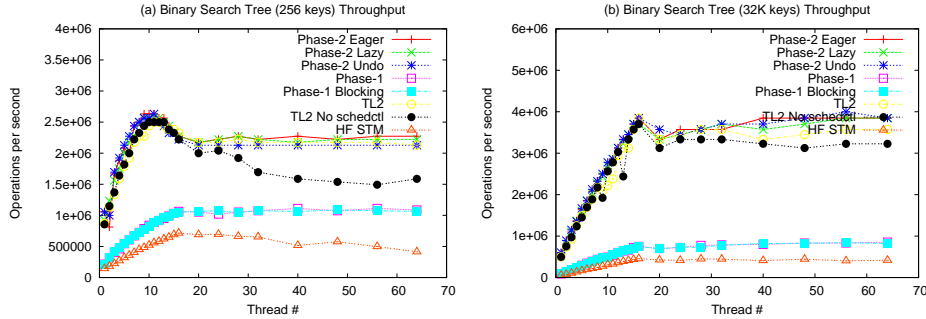 (a) Binary Search Tree (256 keys) Throughput
4e+06
3.5e+06
3e+06
2.5e+06
2e+06
1.5e+06
1e+06
500000
0
Operations per second
0 10 20 30 40 50 60 70
Thread #
Phase-2 Eager
Phase-2 Lazy
Phase-2 Undo
Phase-1
Phase-1 Blocking
TL2
TL2 No schedctl
HF STM
(b) Binary Search Tree (32K keys) Throughput
6e+06
5e+06
4e+06
3e+06
2e+06
1e+06
0
Operations per second
0 10 20 30 40 50 60 70
Thread #
Phase-2 Eager
Phase-2 Lazy
Phase-2 Undo
Phase-1
Phase-1 Blocking
TL2
TL2 No schedctl
HF STM